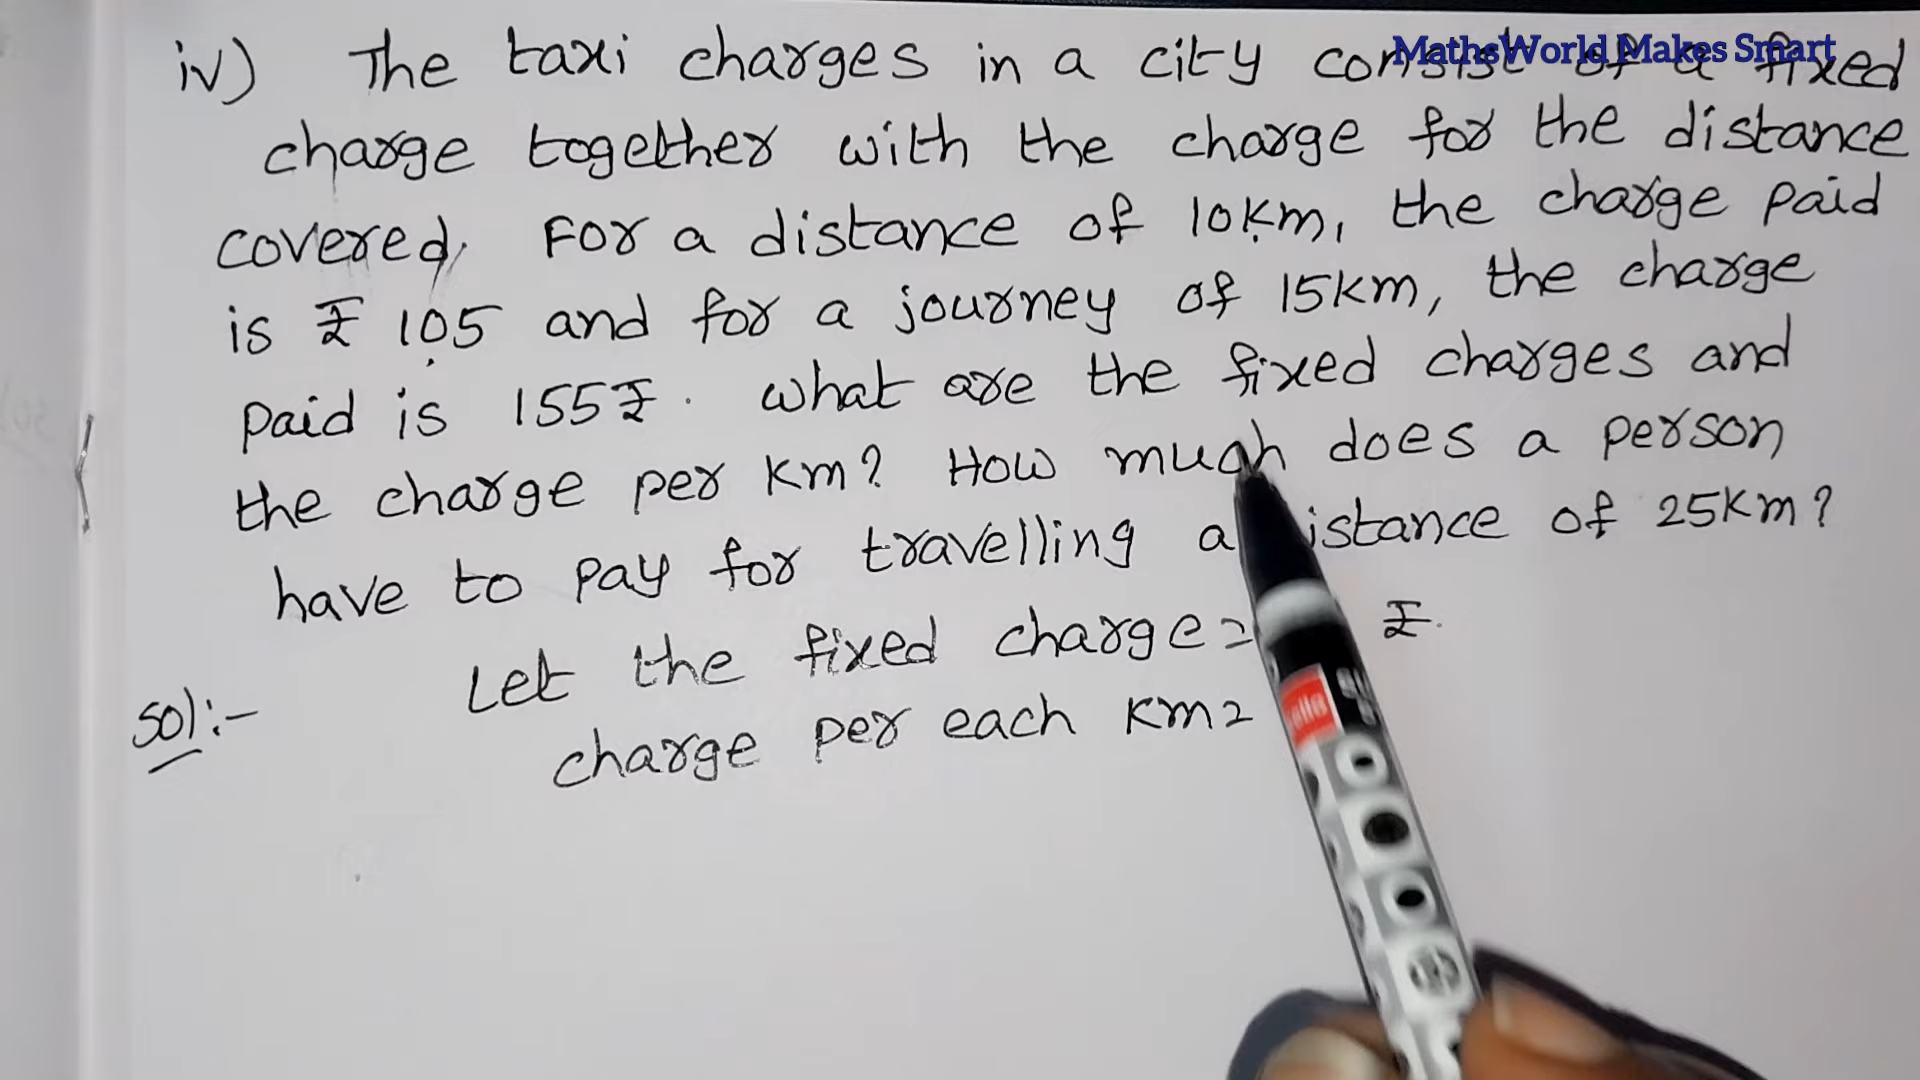 MathsWorld Makes Smart
iv) The taxi charges in a city consist of a fixed
charge together with the charge for the distance
covered. For a distance of 10km, the charge paid
is ₹ 105 and for a journey of 15km, the charge
paid is 155₹. what are the fixed charges and
the charge per km? How much does a person
have to pay for travelling a distance of 25km?
sol:- Let the fixed charge = ₹.
charge per each km =